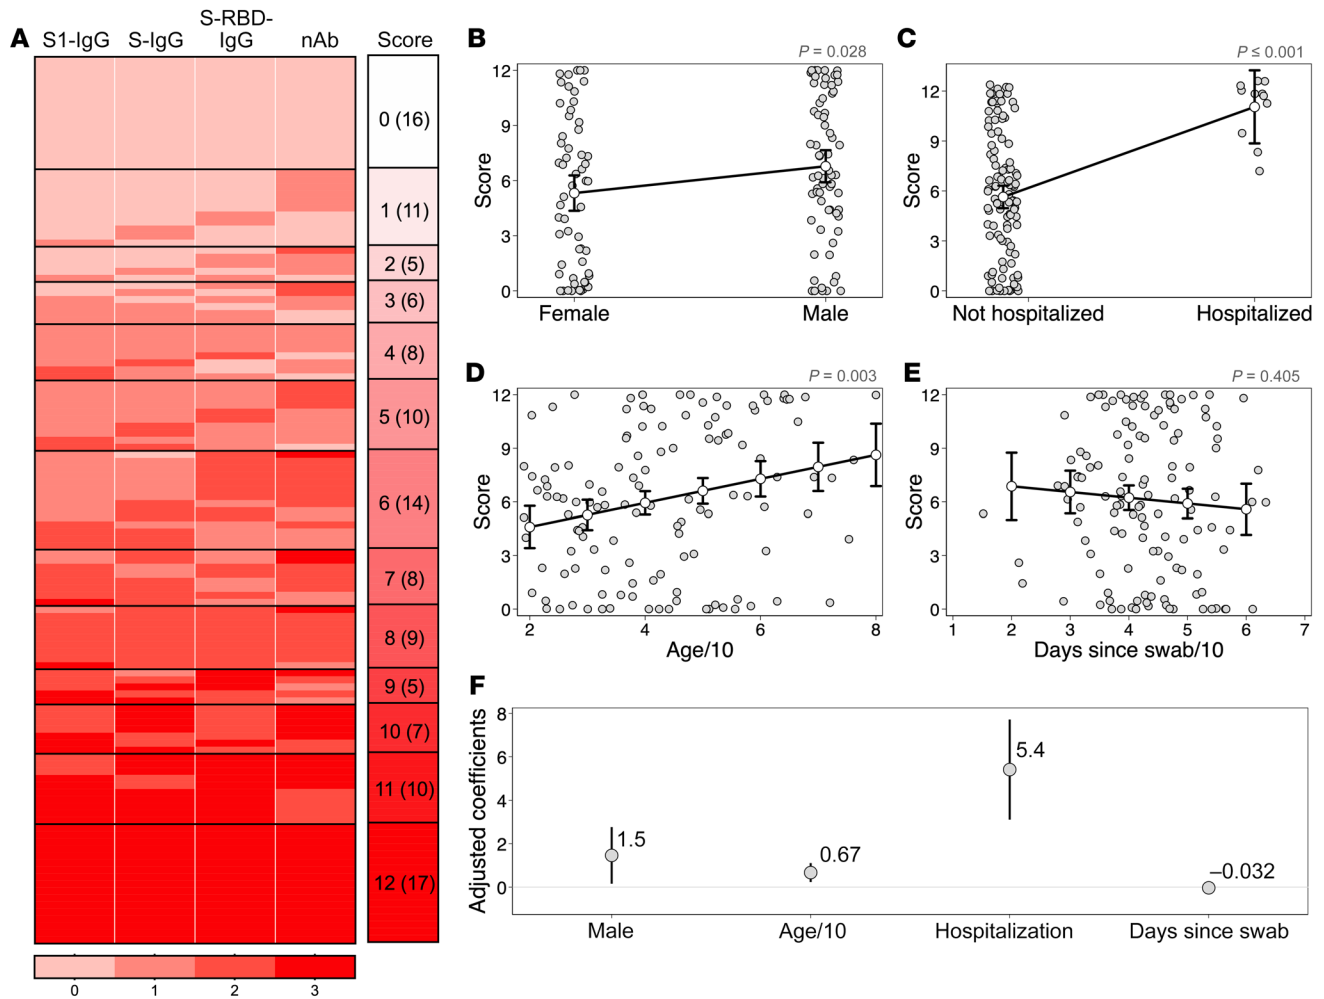 A
S1-IgG S-IgG S-RBD-
IgG nAb Score
0 (16)
1 (11)
2 (5)
3 (6)
4 (8)
5 (10)
6 (14)
7 (8)
8 (9)
9 (5)
10 (7)
11 (10)
12 (17)
0 1 2 3
B
P = 0.028
Score
12
9
6
3
0
Female Male
C
P ≤ 0.001
Score
12
9
6
3
0
Not hospitalized Hospitalized
D
P = 0.003
Score
12
9
6
3
0
2 4 6 8
Age/10
E
P = 0.405
Score
12
9
6
3
0
1 2 3 4 5 6 7
Days since swab/10
F
Adjusted coefficients
8
6
4
2
0
1.5
0.67
5.4
–0.032
Male Age/10 Hospitalization Days since swab